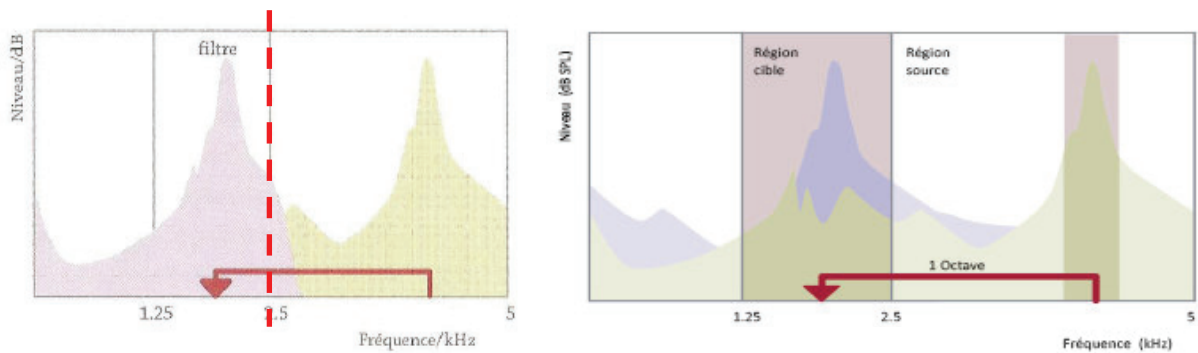 filtre
Niveau/dB
1.25
2.5
5
Fréquence/kHz
Région
cible
Région
source
Niveau (dB SPL)
1 Octave
1.25
2.5
5
Fréquence (kHz)